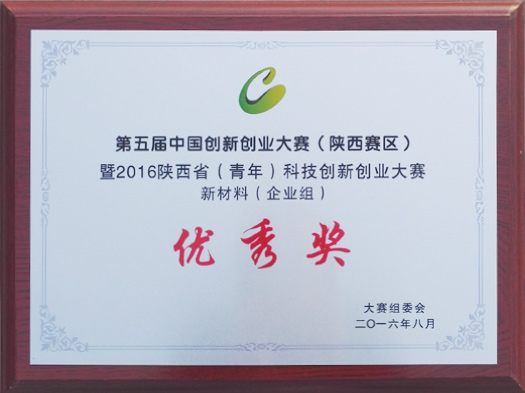 第五届中国创新创业大赛（陕西赛区）
暨2016陕西省（青年）科技创新创业大赛
新材料（企业组）
优秀奖
大赛组委会
二〇一六年八月